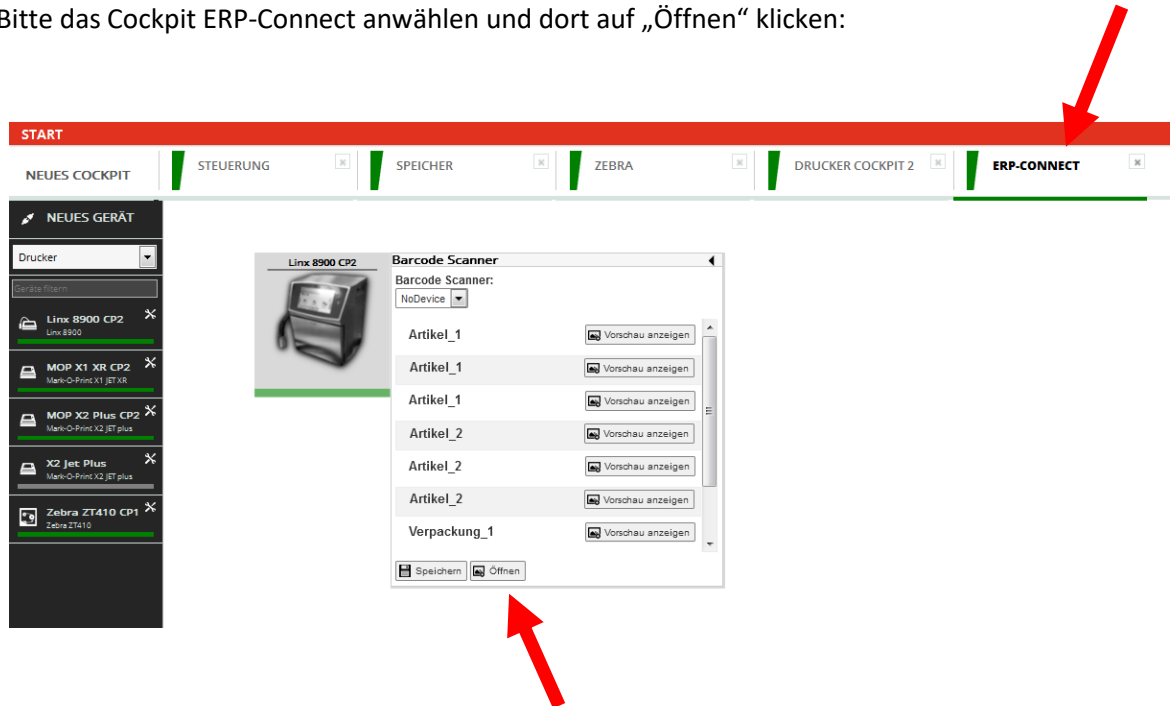 Bitte das Cockpit ERP-Connect anwählen und dort auf „Öffnen“ klicken:
START
NEUES COCKPIT
STEUERUNG
SPEICHER
ZEBRA
DRUCKER COCKPIT 2
ERP-CONNECT
NEUES GERÄT
Drucker
Geräte filtern
Linx 8900 CP2
Linx 8900
MOP X1 XR CP2
Mark-O-Print X1 JET XR
MOP X2 Plus CP2
Mark-O-Print X2 JET plus
X2 Jet Plus
Mark-O-Print X2 JET plus
Zebra ZT410 CP1
Zebra ZT410
Linx 8900 CP2
Barcode Scanner
Barcode Scanner:
NoDevice
Artikel_1 Vorschau anzeigen
Artikel_1 Vorschau anzeigen
Artikel_1 Vorschau anzeigen
Artikel_2 Vorschau anzeigen
Artikel_2 Vorschau anzeigen
Artikel_2 Vorschau anzeigen
Verpackung_1 Vorschau anzeigen
Speichern Öffnen